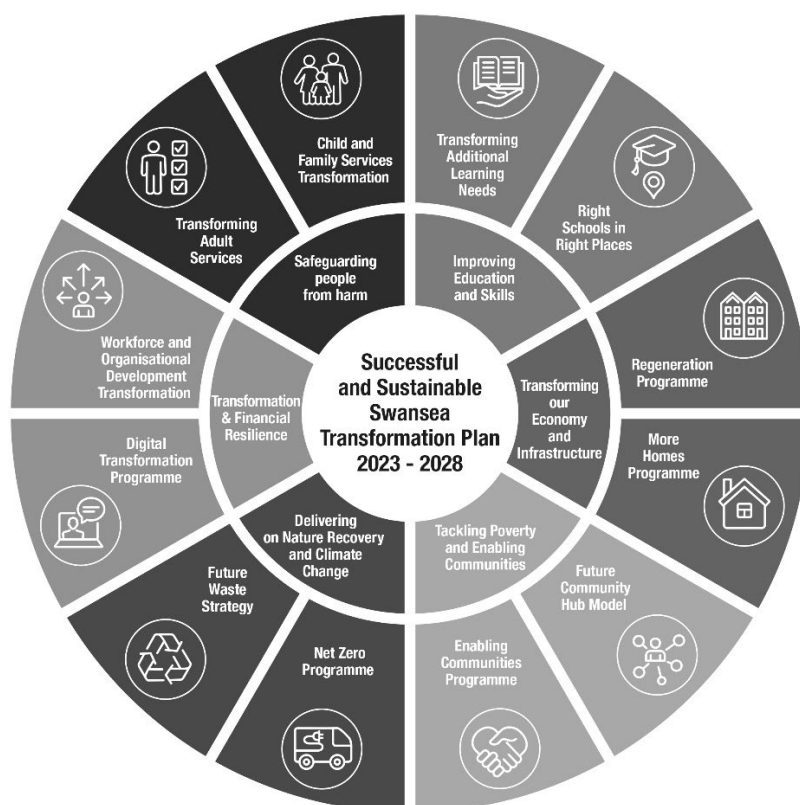 Successful
and Sustainable
Swansea
Transformation Plan
2023 - 2028
Safeguarding
people
from harm
Improving
Education
and Skills
Transforming
our
Economy
and
Infrastructure
Tackling Poverty
and Enabling
Communities
Delivering
on Nature Recovery
and Climate
Change
Transformation
& Financial
Resilience
Child and
Family Services
Transformation
Transforming
Additional
Learning
Needs
Right
Schools in
Right Places
Regeneration
Programme
More
Homes
Programme
Future
Community
Hub Model
Enabling
Communities
Programme
Net Zero
Programme
Future
Waste
Strategy
Digital
Transformation
Programme
Workforce and
Organisational
Development
Transformation
Transforming
Adult
Services